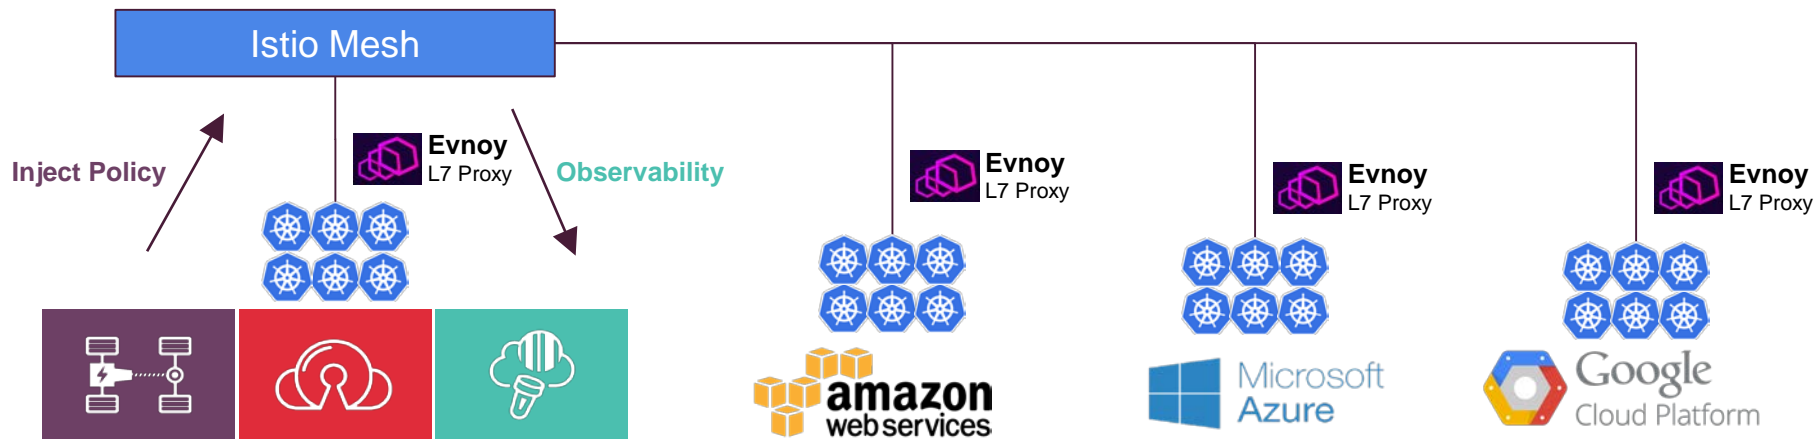 Istio Mesh
Inject Policy
Evnoy
L7 Proxy
Observability
Evnoy
L7 Proxy
Evnoy
L7 Proxy
Evnoy
L7 Proxy
amazon
webservices
Microsoft
Azure
Google
Cloud Platform